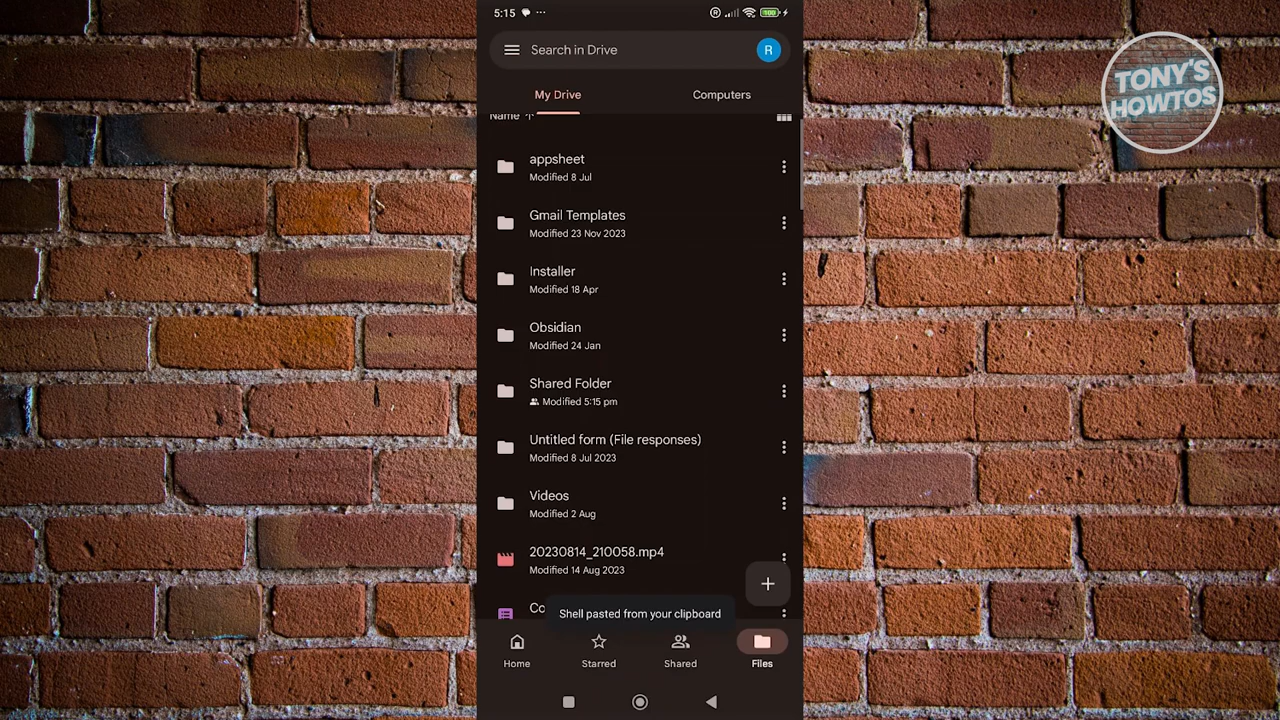 5:15
100
Search in Drive
R
My Drive
Computers
Name
appsheet
Modified 8 Jul
Gmail Templates
Modified 23 Nov 2023
Installer
Modified 18 Apr
Obsidian
Modified 24 Jan
Shared Folder
Modified 5:15 pm
Untitled form (File responses)
Modified 8 Jul 2023
Videos
Modified 2 Aug
20230814_210058.mp4
Modified 14 Aug 2023
Co
Shell pasted from your clipboard
Home
Starred
Shared
Files
TONY'S
HOWTOS